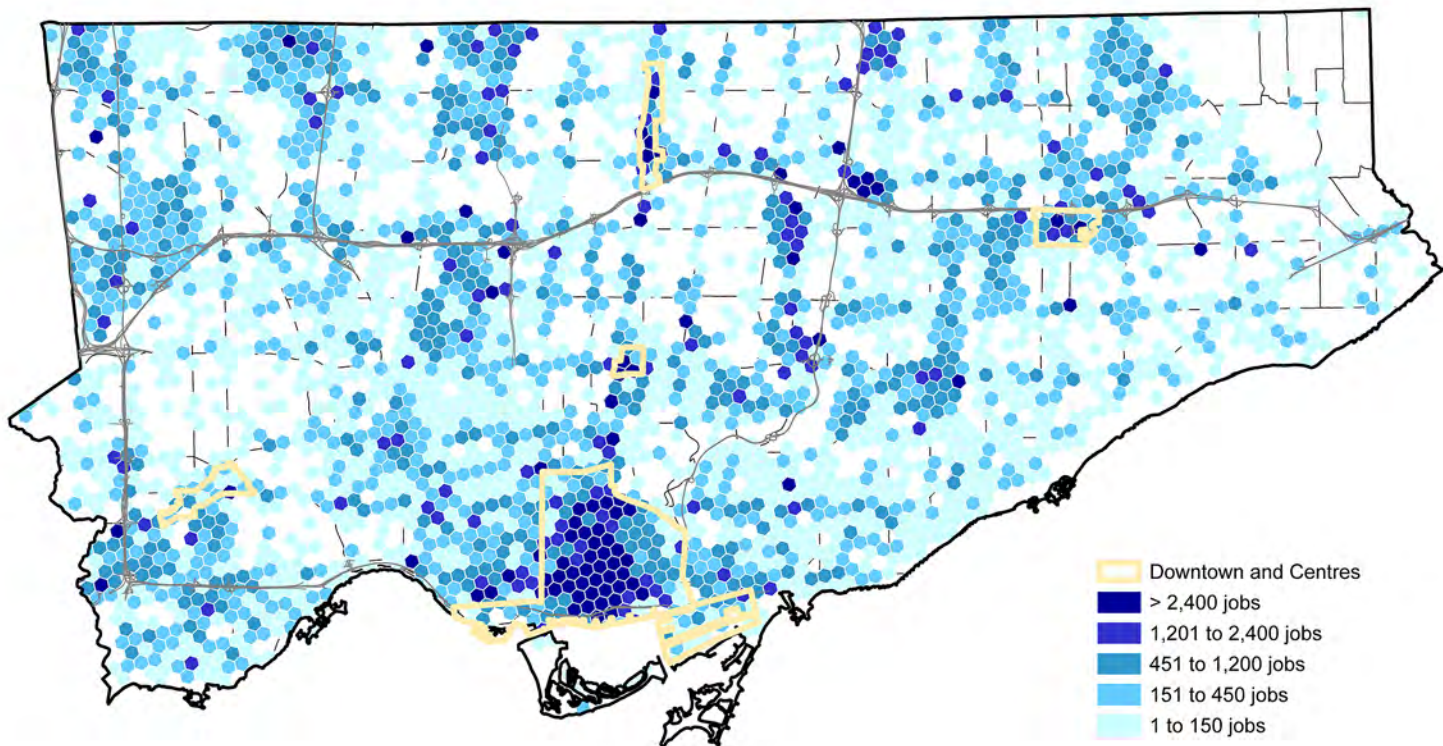 Downtown and Centres
> 2,400 jobs
1,201 to 2,400 jobs
451 to 1,200 jobs
151 to 450 jobs
1 to 150 jobs